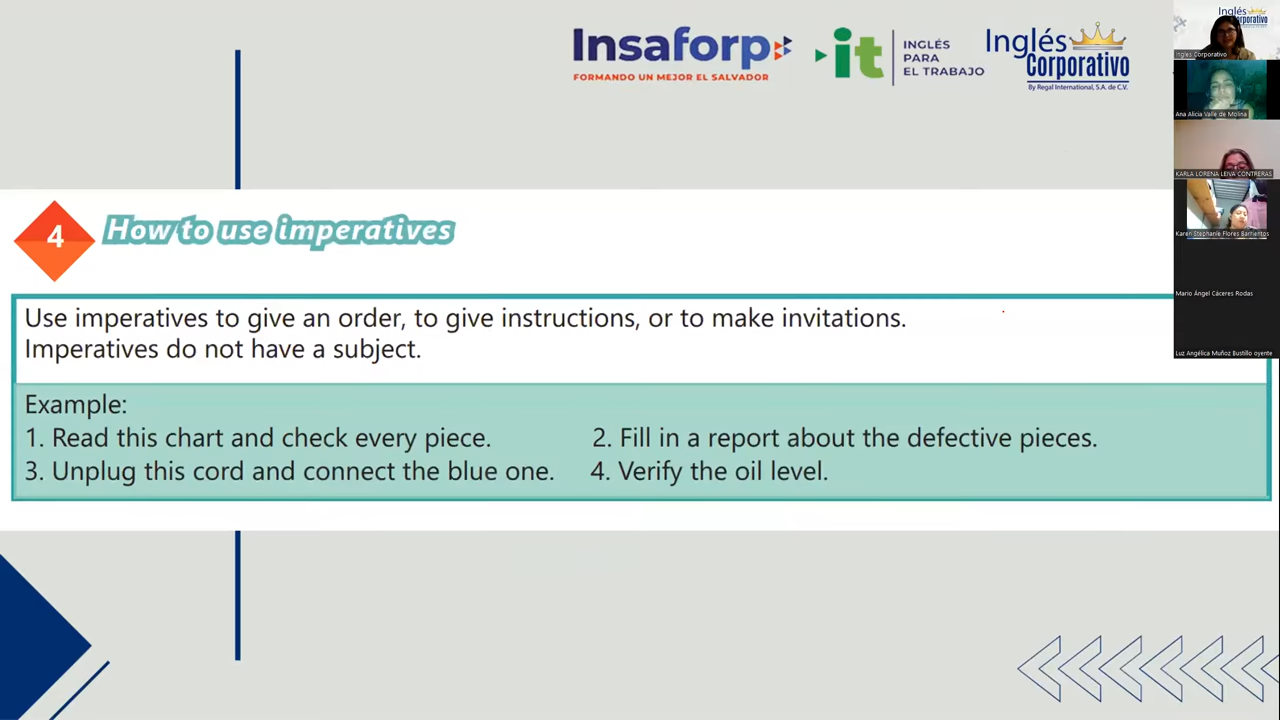 Insaforp
FORMANDO UN MEJOR EL SALVADOR
it
INGLÉS
PARA
EL TRABAJO
Inglés
Corporativo
By Regal International, S.A. de C.V.
Inglés
Corporativo
Inglés Corporativo
Ana Alicia Valle de Molina
KARLA LORENA LEIVA CONTRERAS
Karen Stephanie Flores Barrientos
Mario Ángel Cáceres Rodas
Luz Angélica Muñoz Bustillo oyente
4
How to use imperatives
Use imperatives to give an order, to give instructions, or to make invitations.
Imperatives do not have a subject.
Example:
1. Read this chart and check every piece.
2. Fill in a report about the defective pieces.
3. Unplug this cord and connect the blue one.
4. Verify the oil level.